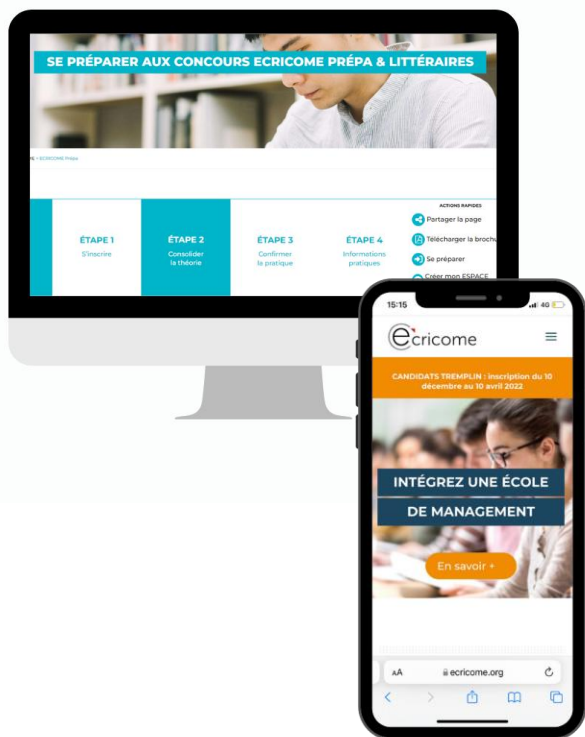 SE PRÉPARER AUX CONCOURS ECRICOME PRÉPA & LITTÉRAIRES
> ECRICOME Prépa
ACTIONS RAPIDES
Partager la page
Télécharger la brochu
Se préparer
Créer mon ESPACE
ÉTAPE 1
S'inscrire
ÉTAPE 2
Consolider
la théorie
ÉTAPE 3
Confirmer
la pratique
ÉTAPE 4
Informations
pratiques
15:15
4G
ecricome
CANDIDATS TREMPLIN : inscription du 10
décembre au 10 avril 2022
INTÉGREZ UNE ÉCOLE
DE MANAGEMENT
En savoir +
AA
ecricome.org